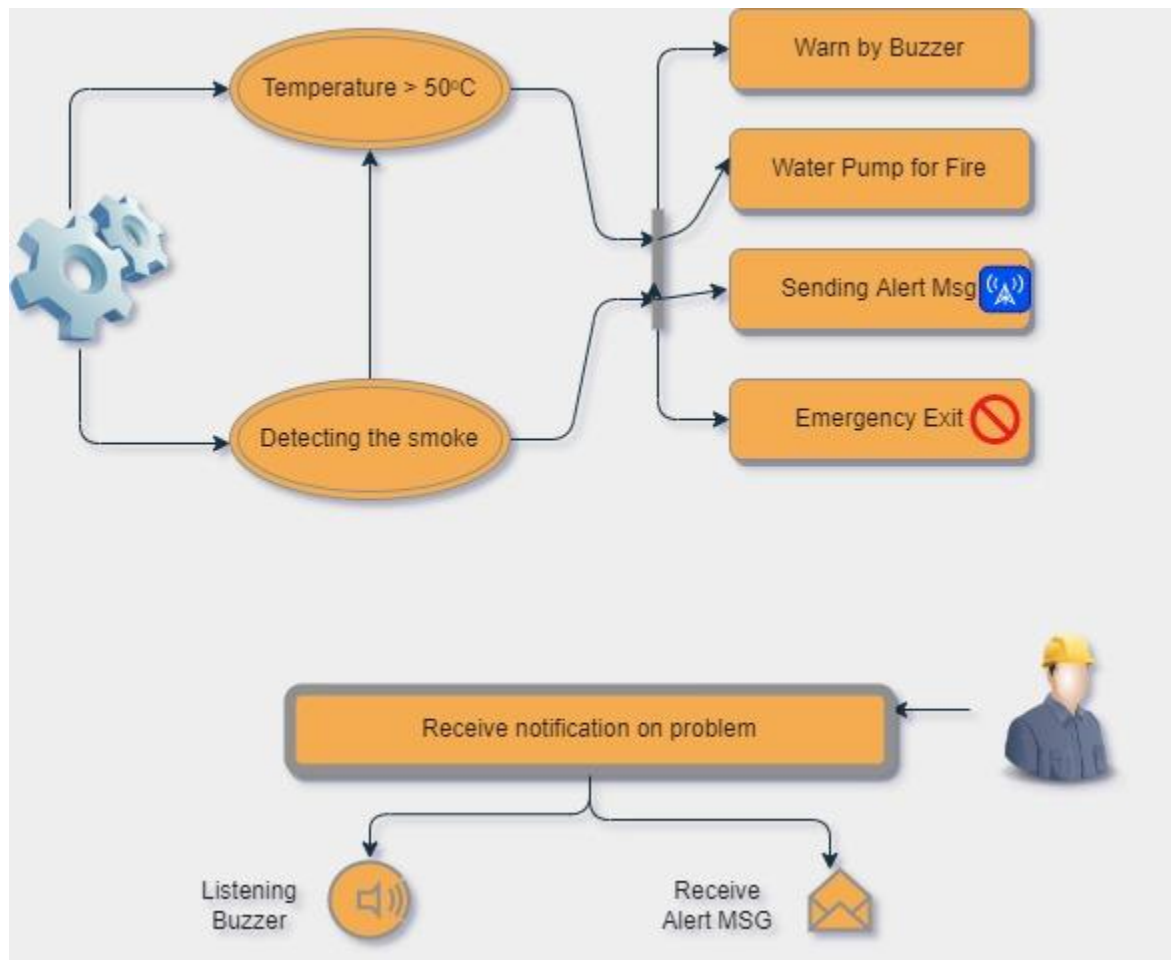 Warn by Buzzer
Temperature > 50°C
Water Pump for Fire
Sending Alert Msg
Emergency Exit
Detecting the smoke
Receive notification on problem
Listening
Buzzer
Receive
Alert MSG